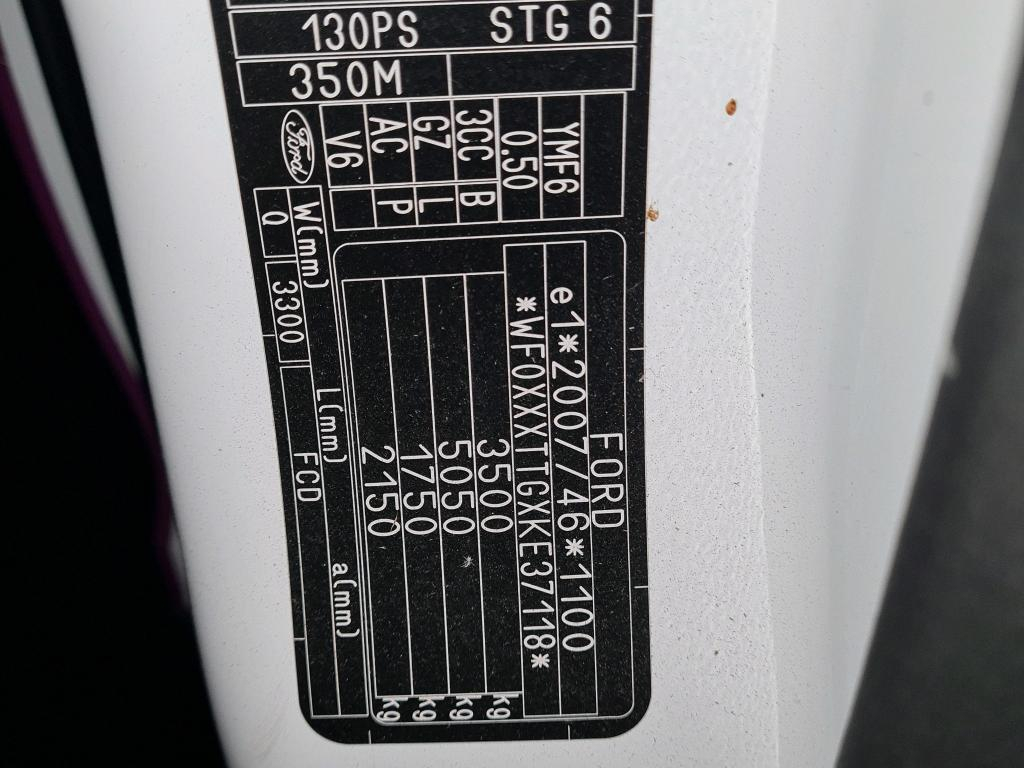 130PS STG 6
350M
FORD
e1*2007/46*1100
*WF0XXXTTGXKE37118*
3500 kg
5050 kg
1750 kg
2150 kg
YMF6
0.50
3CC B
GZ L
AC P
V6
Ford
W(mm) L(mm) a(mm)
Q 3300 FCD